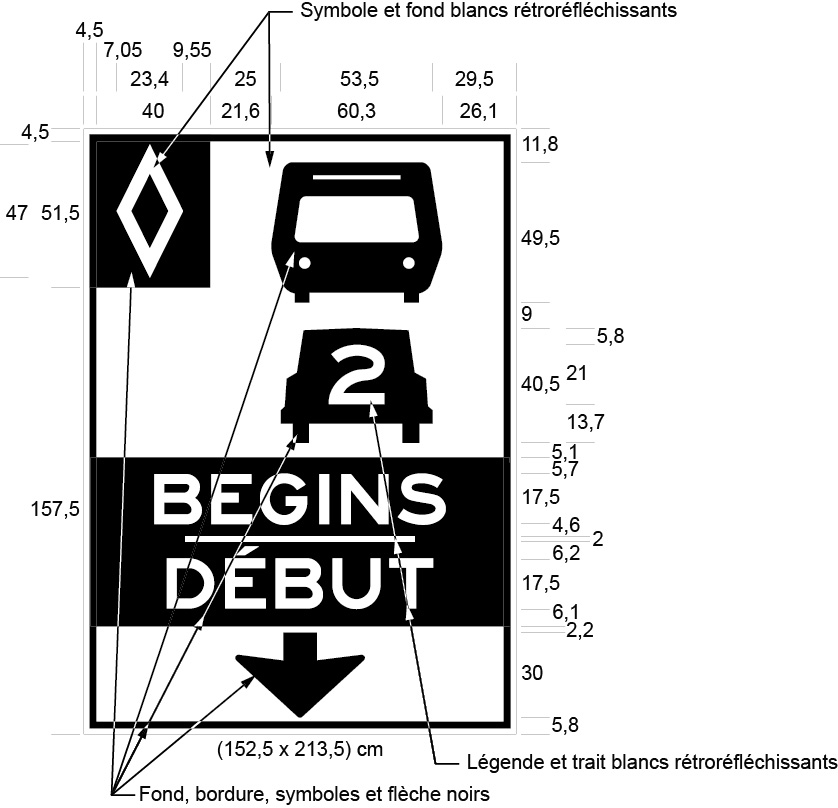 Symbole et fond blancs rétroréfléchissants
4,5
7,05 9,55
23,4 25 53,5 29,5
40 21,6 60,3 26,1
4,5
11,8
47 51,5
49,5
9
5,8
2
40,5 21
13,7
5,1
5,7
BEGINS
17,5
157,5
4,6
2
6,2
DÉBUT
17,5
6,1
2,2
30
5,8
(152,5 x 213,5) cm
Légende et trait blancs rétroréfléchissants
Fond, bordure, symboles et flèche noirs